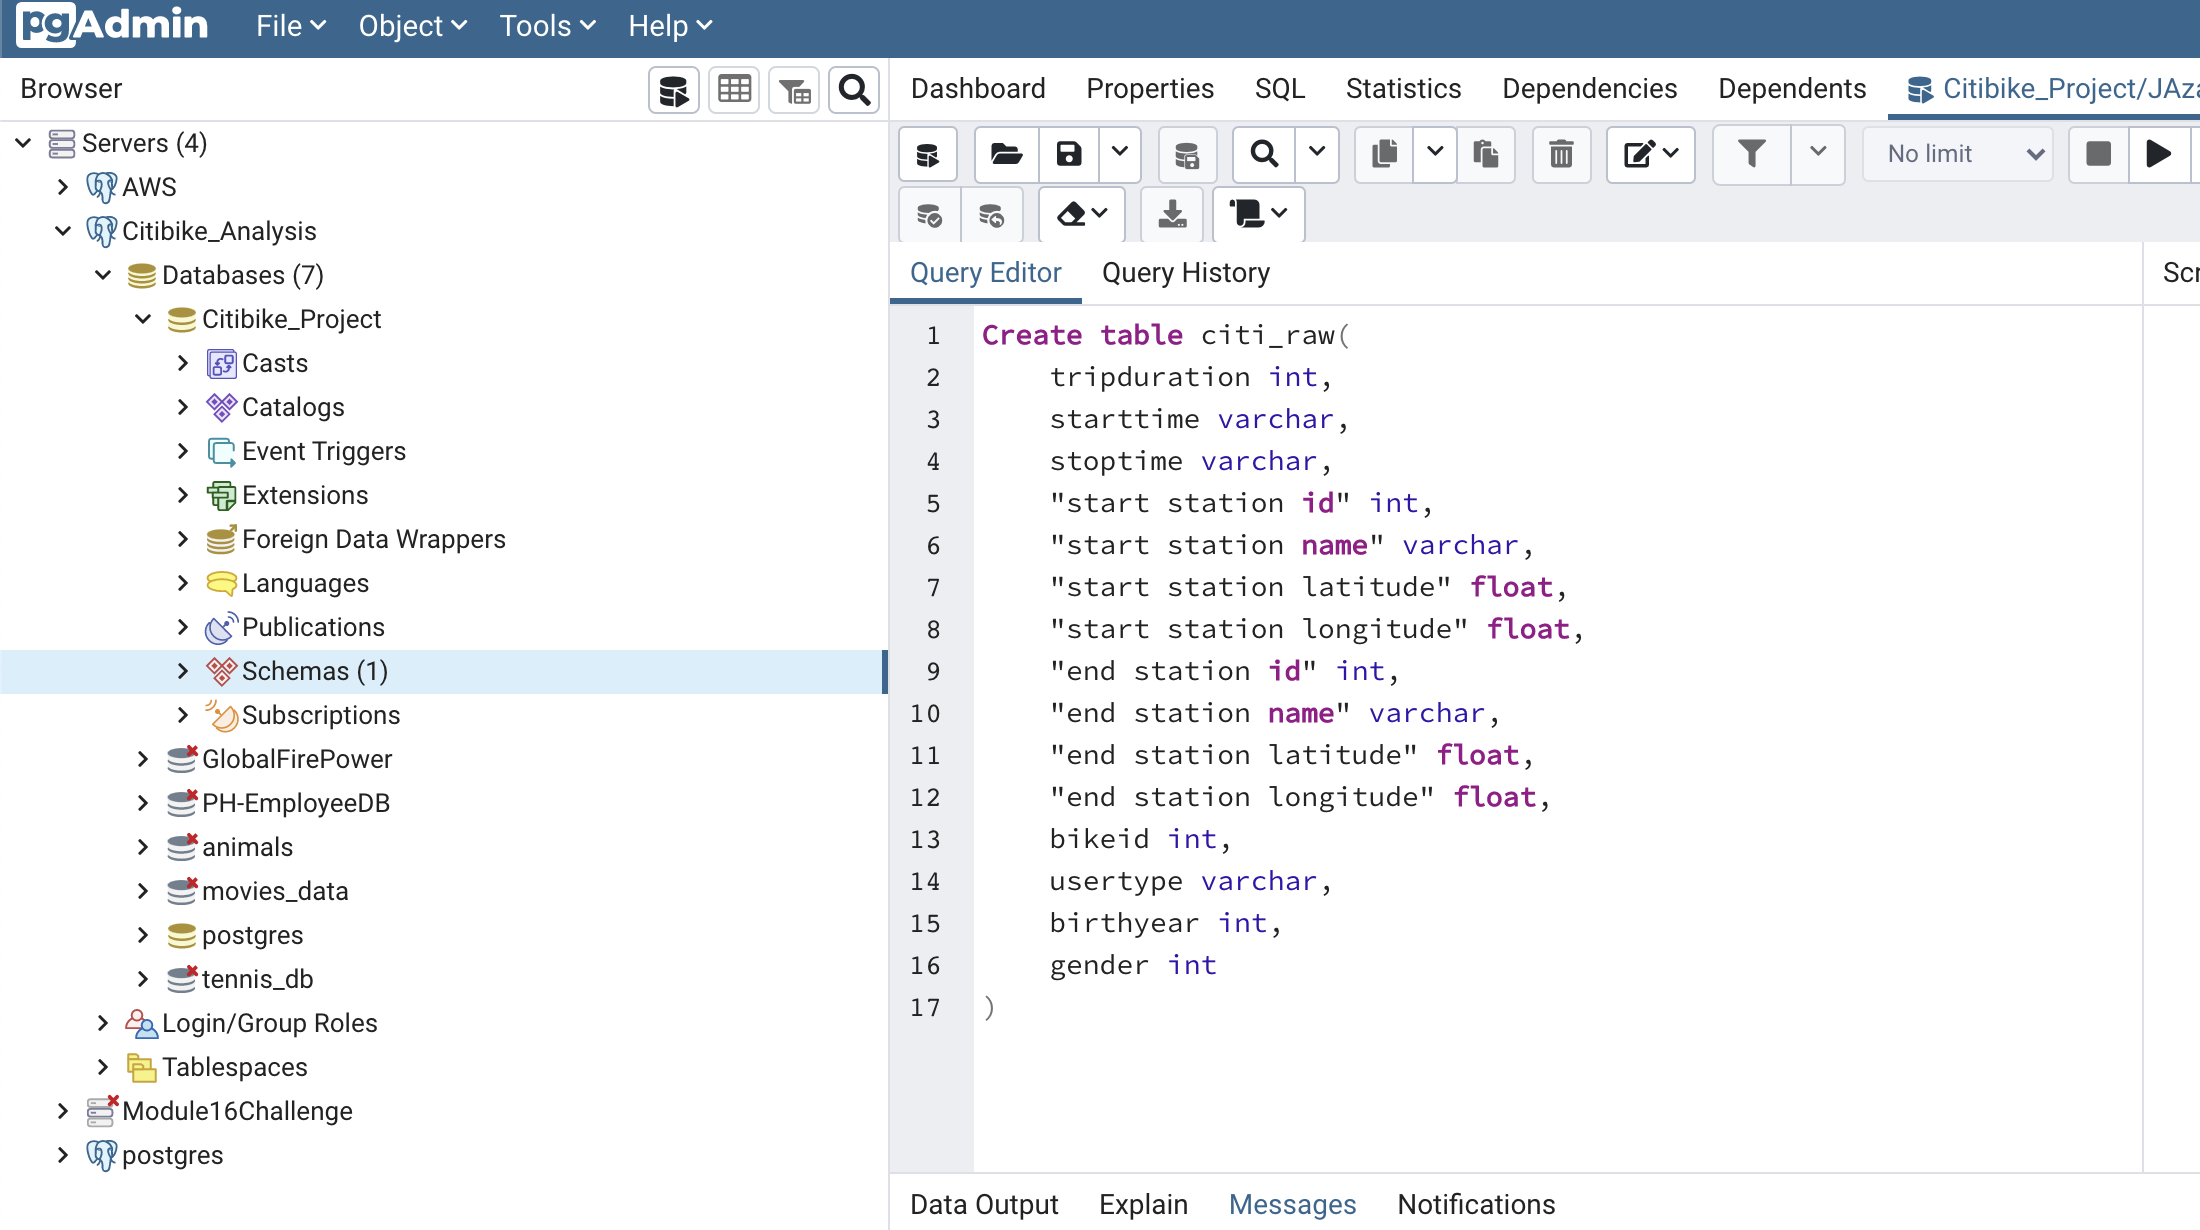 pgAdmin File Object Tools Help
Browser
Servers (4)
AWS
Citibike_Analysis
Databases (7)
Citibike_Project
Casts
Catalogs
Event Triggers
Extensions
Foreign Data Wrappers
Languages
Publications
Schemas (1)
Subscriptions
GlobalFirePower
PH-EmployeeDB
animals
movies_data
postgres
tennis_db
Login/Group Roles
Tablespaces
Module16Challenge
postgres
Dashboard Properties SQL Statistics Dependencies Dependents Citibike_Project/JAza
No limit
Query Editor Query History Scr
1 Create table citi_raw(
2 tripduration int,
3 starttime varchar,
4 stoptime varchar,
5 "start station id" int,
6 "start station name" varchar,
7 "start station latitude" float,
8 "start station longitude" float,
9 "end station id" int,
10 "end station name" varchar,
11 "end station latitude" float,
12 "end station longitude" float,
13 bikeid int,
14 usertype varchar,
15 birthyear int,
16 gender int
17 )
Data Output Explain Messages Notifications